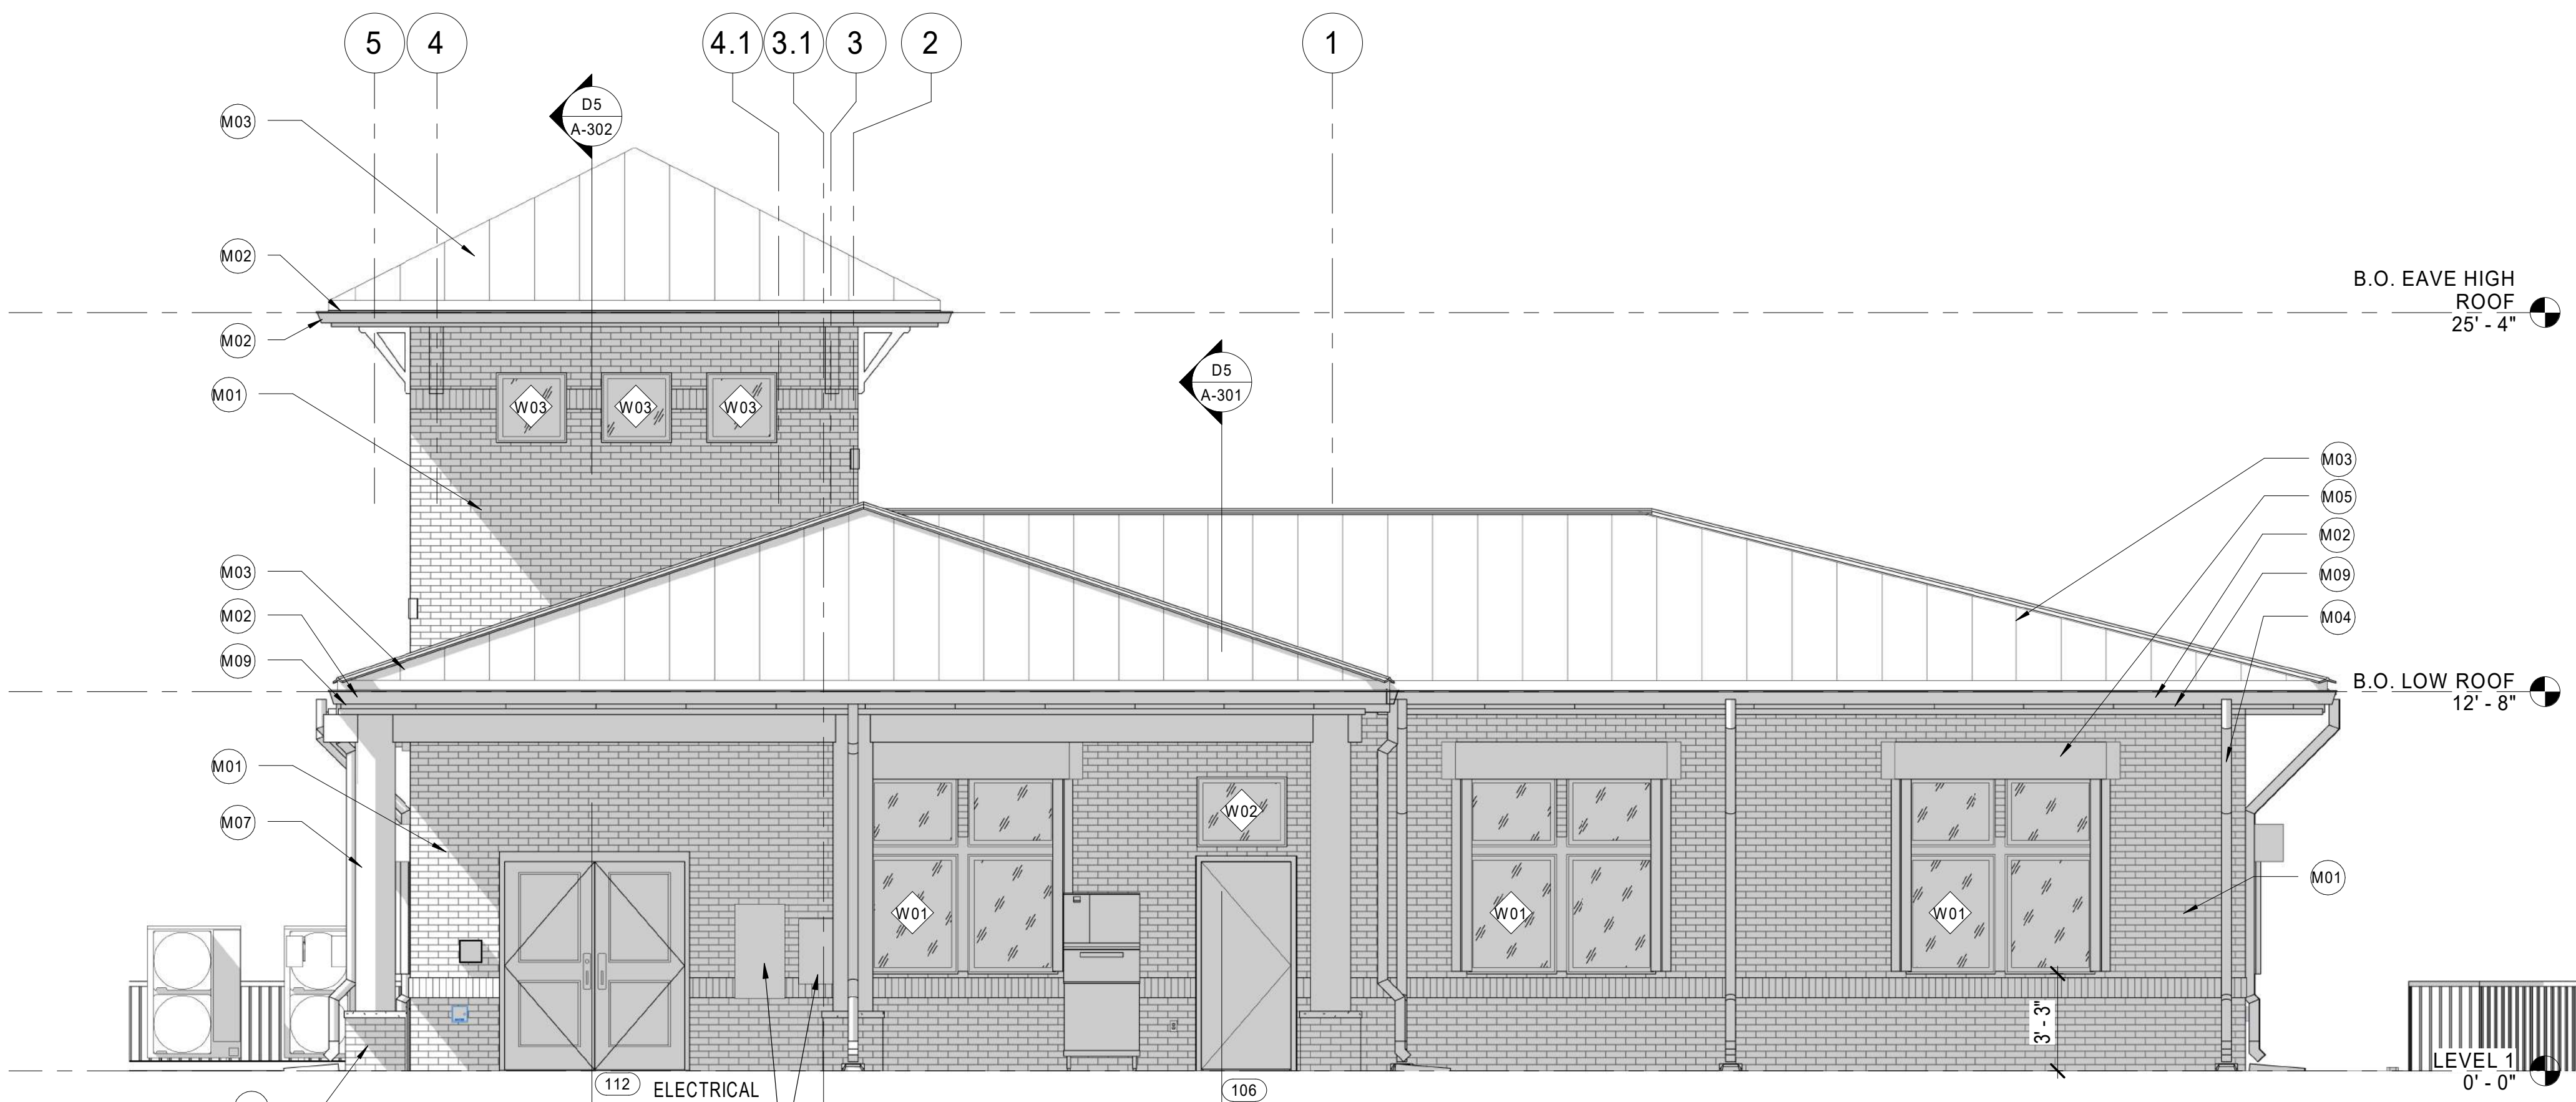 5 4 4.1 3.1 3 2 1
D5
A-302
M03
M02
B.O. EAVE HIGH
ROOF
25' - 4"
M02
D5
A-301
M01
W03 W03 W03
M03
M05
M02
M03
M09
M02
M04
M09
B.O. LOW ROOF
12' - 8"
M01
M07
W02
M01
W01 W01 W01
3' - 3"
LEVEL 1
0' - 0"
112 ELECTRICAL
106